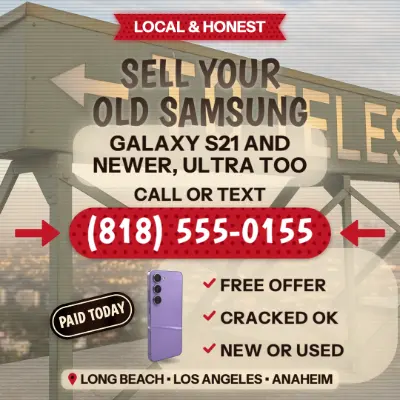 LOCAL & HONEST
SELL YOUR
OLD SAMSUNG
GALAXY S21 AND
NEWER, ULTRA TOO
CALL OR TEXT
(818) 555-0155
PAID TODAY
FREE OFFER
CRACKED OK
NEW OR USED
LONG BEACH • LOS ANGELES • ANAHEIM